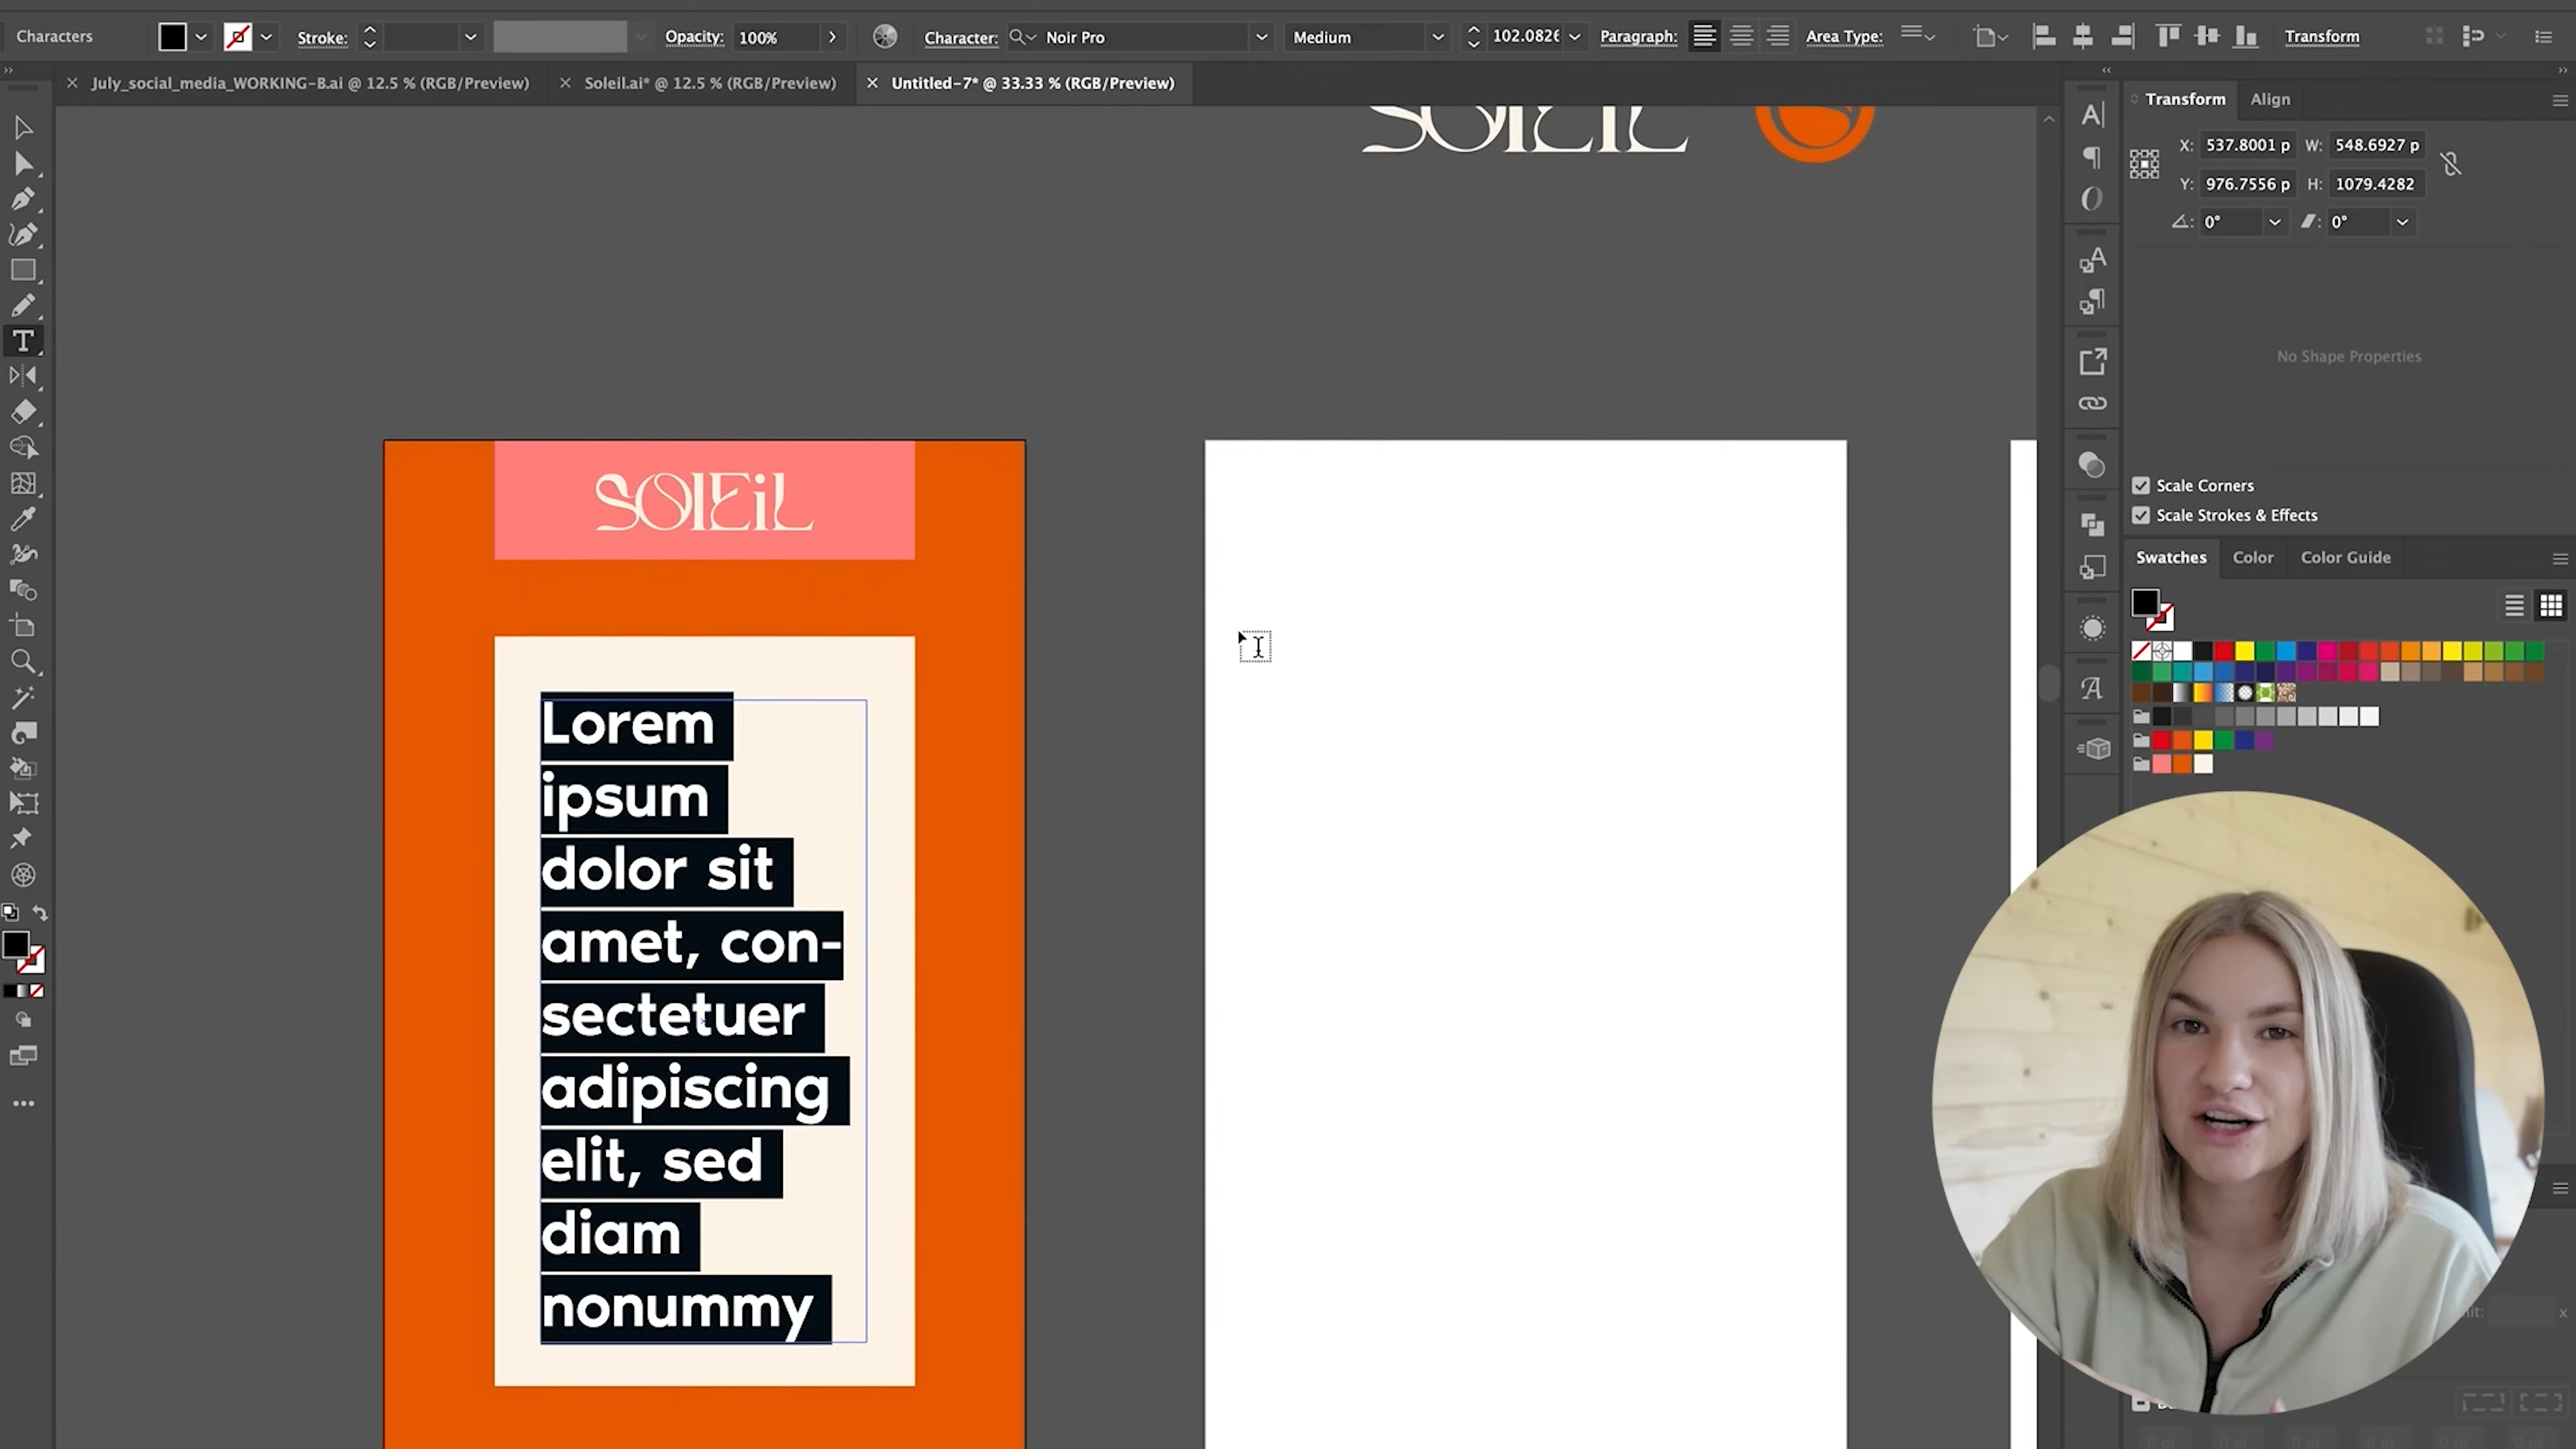 Characters
Stroke:
Opacity: 100%
Character: Noir Pro
Medium
102.0826
Paragraph:
Area Type:
Transform
July_social_media_WORKING-B.ai @ 12.5 % (RGB/Preview)
Soleil.ai* @ 12.5 % (RGB/Preview)
Untitled-7* @ 33.33 % (RGB/Preview)
Transform Align
X: 537.8001 p W: 548.6927 p
Y: 976.7556 p H: 1079.4282
0° 0°
No Shape Properties
Scale Corners
Scale Strokes & Effects
Swatches Color Color Guide
SOLEiL
SOLEiL
Lorem
ipsum
dolor sit
amet, con-
sectetuer
adipiscing
elit, sed
diam
nonummy